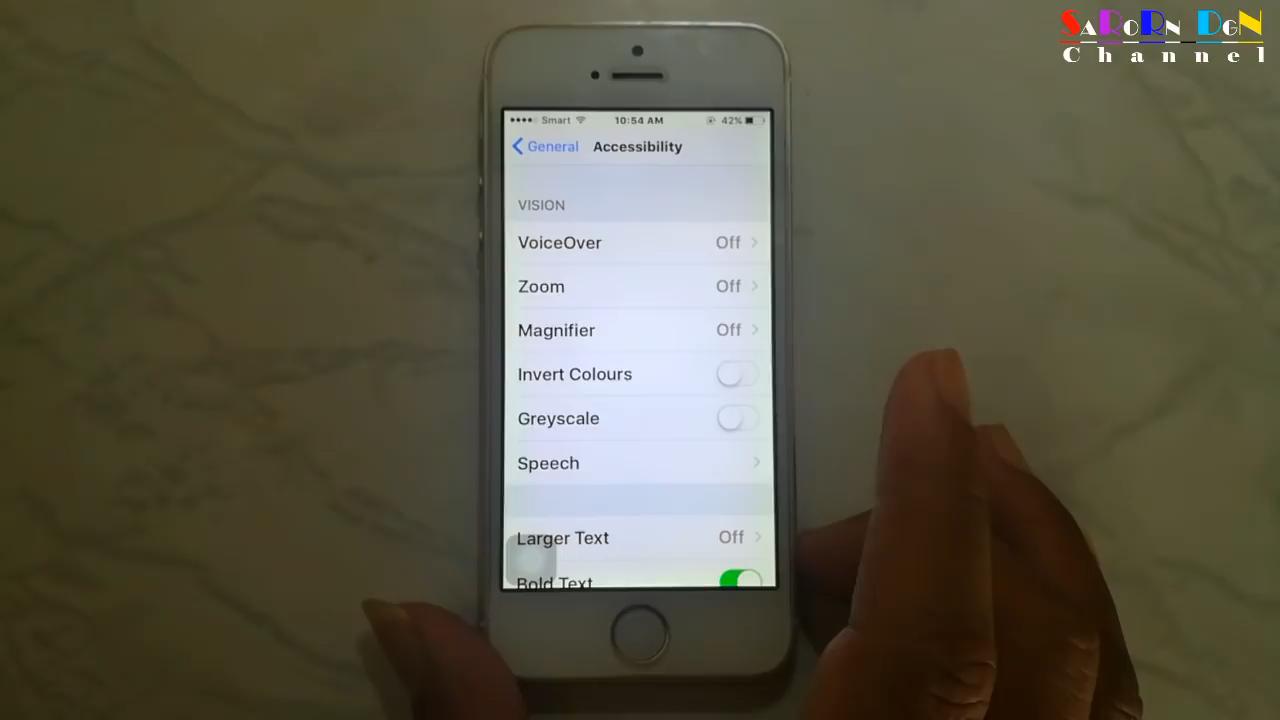 SARORN DGN
Channel
Smart 10:54 AM 42%
General Accessibility
VISION
VoiceOver Off
Zoom Off
Magnifier Off
Invert Colours
Greyscale
Speech
Larger Text Off
Bold Text